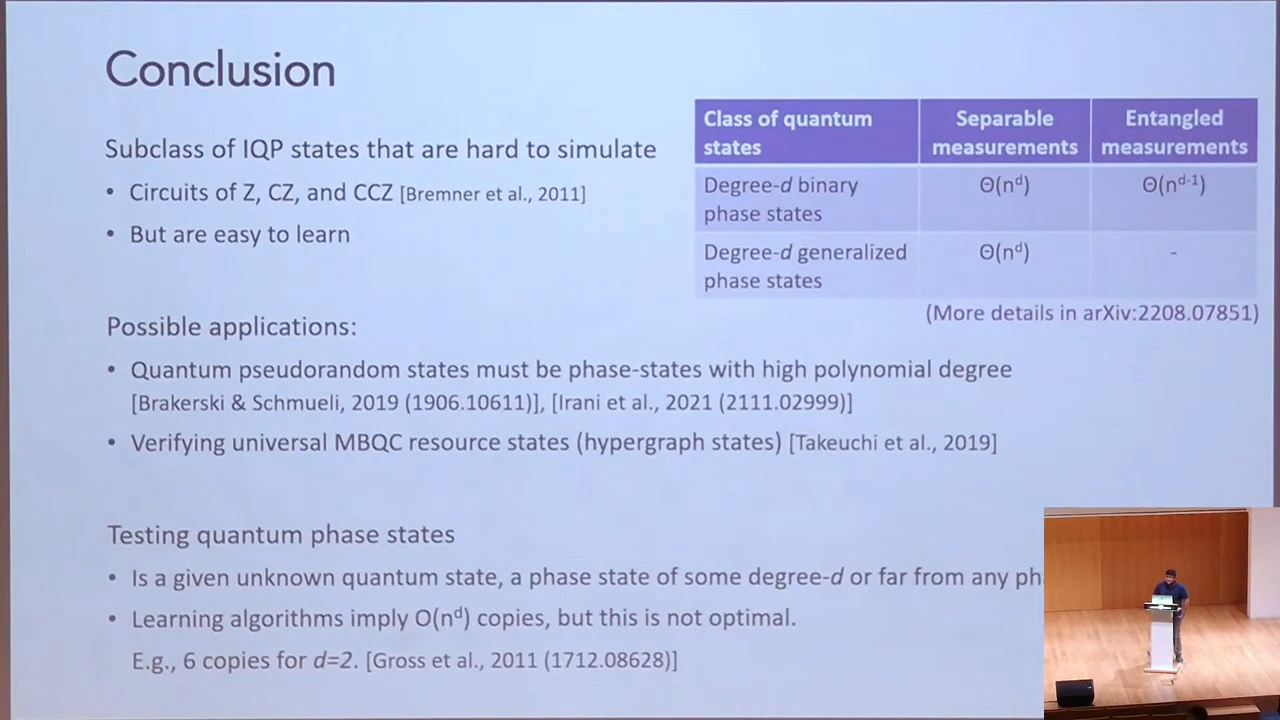 Conclusion
Subclass of IQP states that are hard to simulate
• Circuits of Z, CZ, and CCZ [Bremner et al., 2011]
• But are easy to learn
Class of quantum states | Separable measurements | Entangled measurements
Degree-d binary phase states | Θ(nᵈ) | Θ(nᵈ⁻¹)
Degree-d generalized phase states | Θ(nᵈ) | -
(More details in arXiv:2208.07851)
Possible applications:
• Quantum pseudorandom states must be phase-states with high polynomial degree
[Brakerski & Schmueli, 2019 (1906.10611)], [Irani et al., 2021 (2111.02999)]
• Verifying universal MBQC resource states (hypergraph states) [Takeuchi et al., 2019]
Testing quantum phase states
• Is a given unknown quantum state, a phase state of some degree-d or far from any
• Learning algorithms imply O(nᵈ) copies, but this is not optimal.
E.g., 6 copies for d=2. [Gross et al., 2011 (1712.08628)]